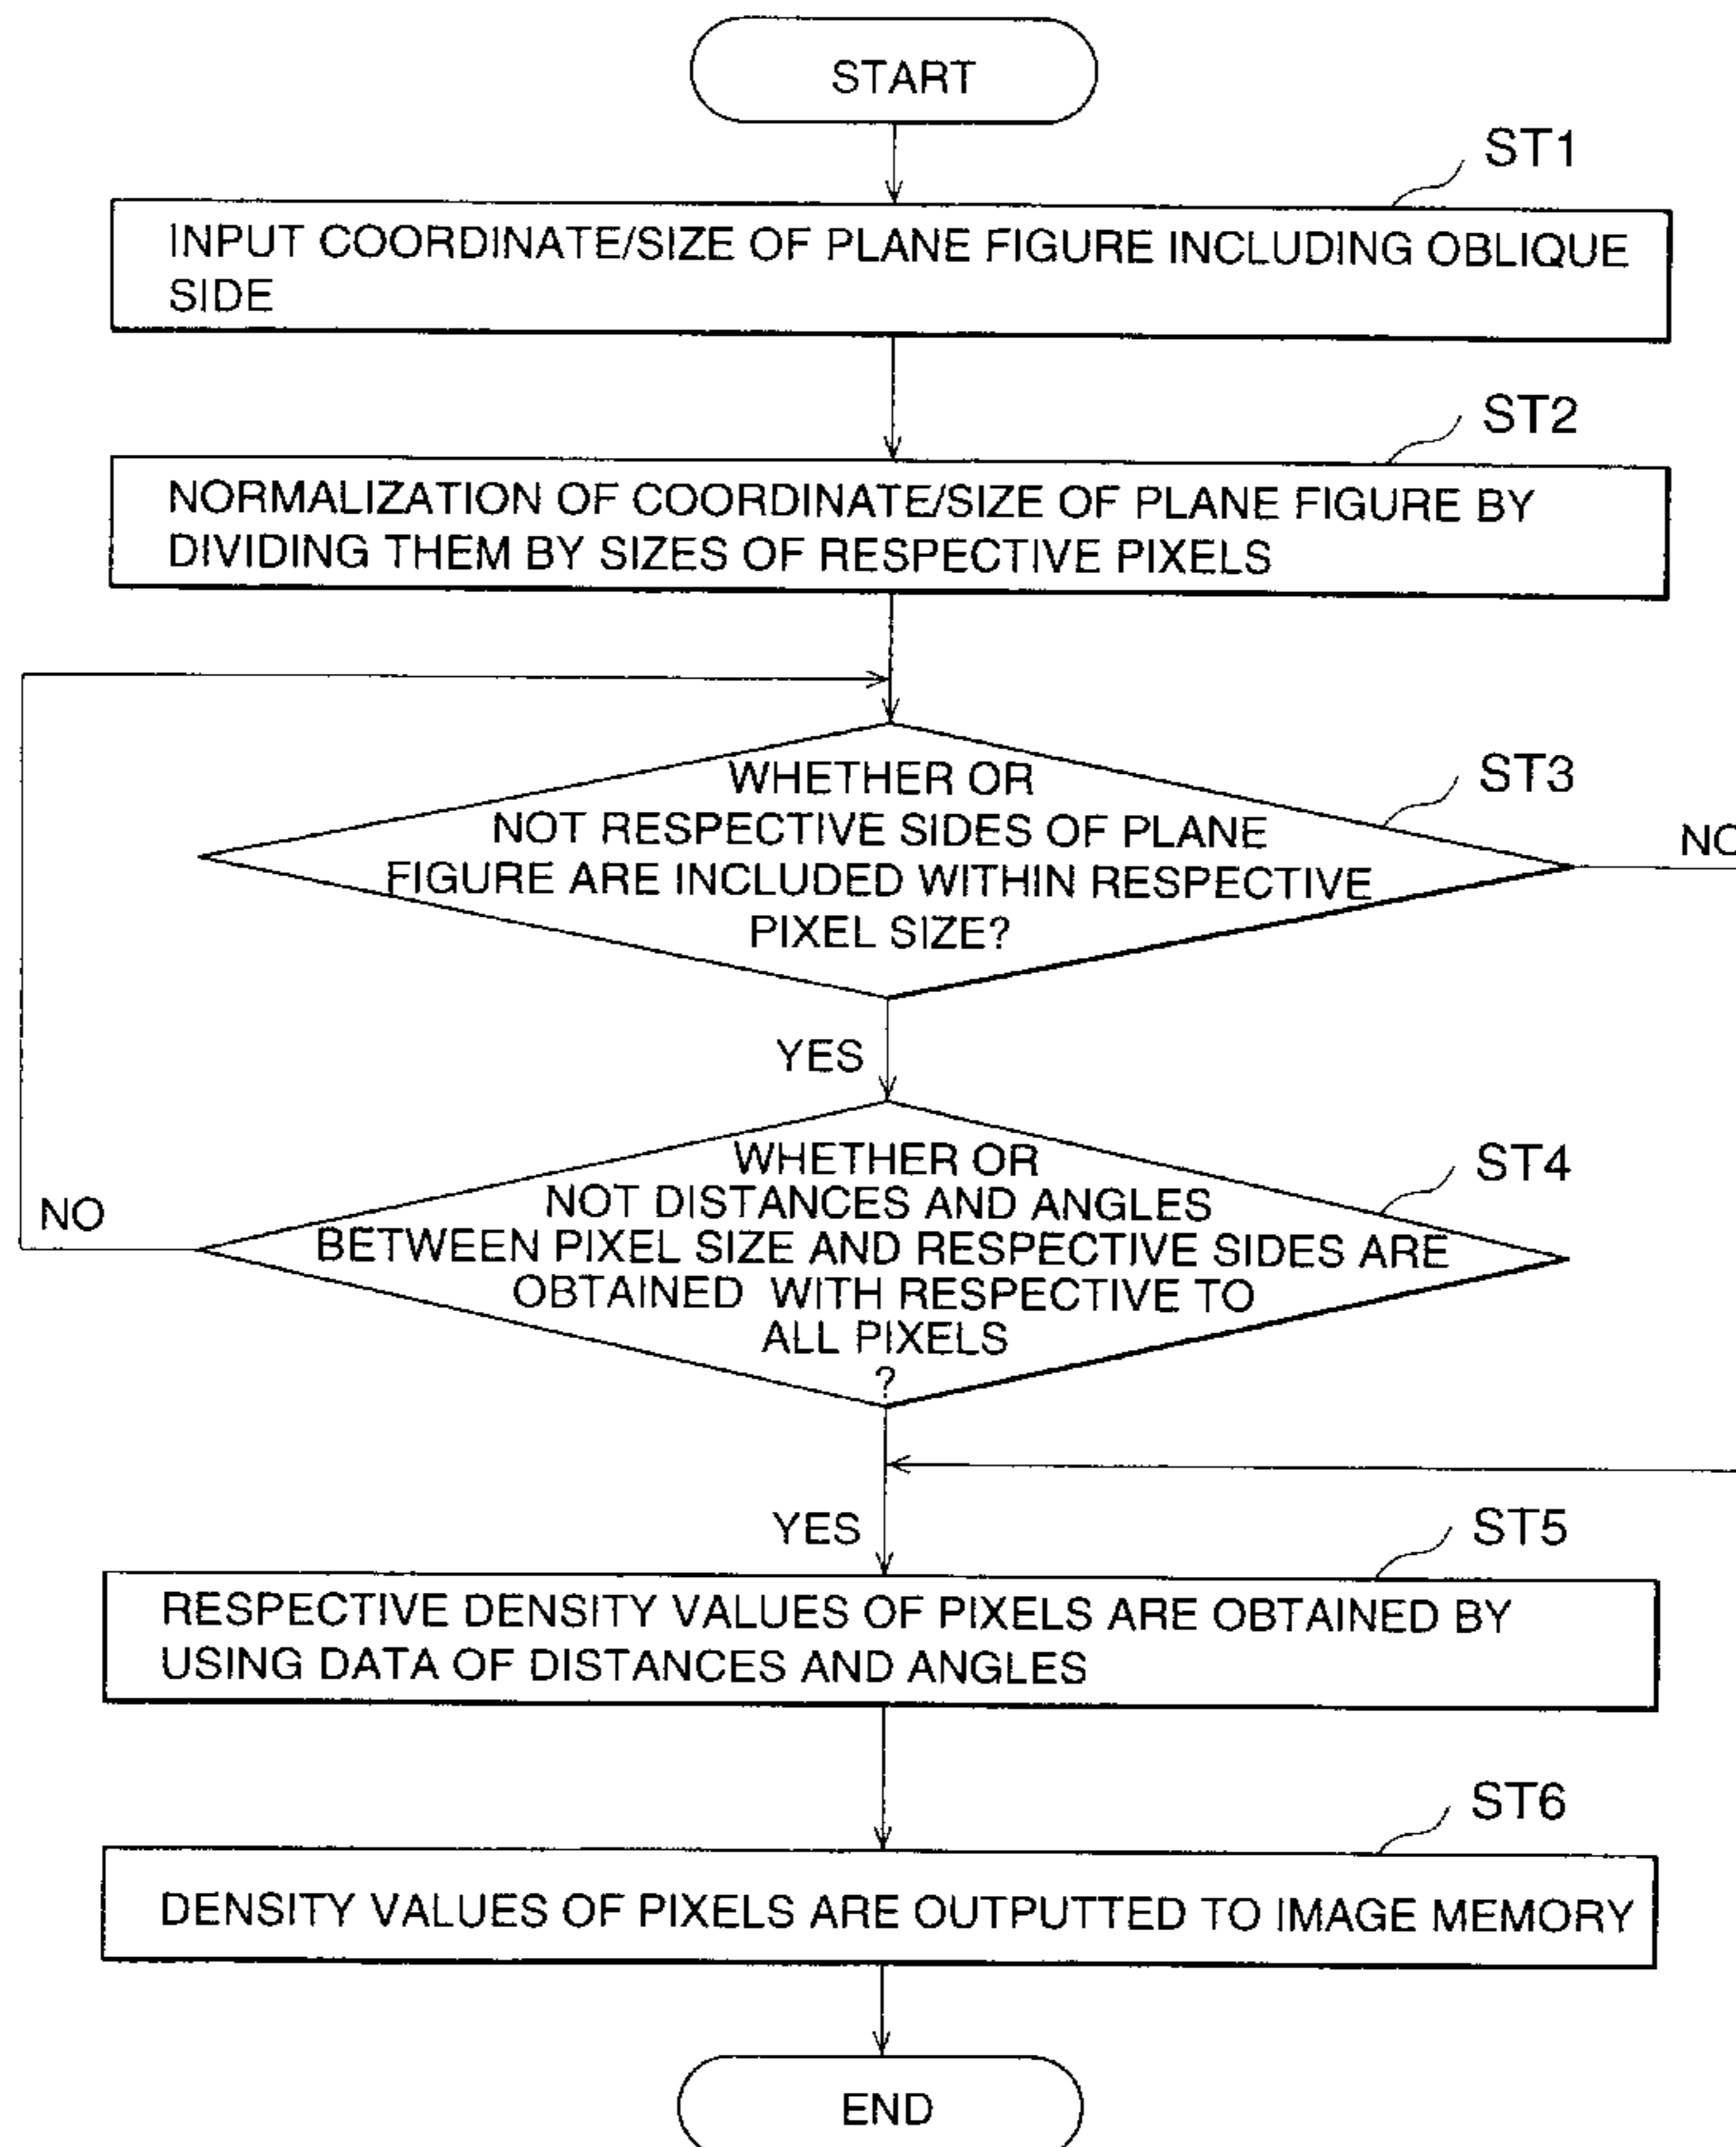 START
ST1
INPUT COORDINATE/SIZE OF PLANE FIGURE INCLUDING OBLIQUE
SIDE
ST2
NORMALIZATION OF COORDINATE/SIZE OF PLANE FIGURE BY
DIVIDING THEM BY SIZES OF RESPECTIVE PIXELS
ST3
WHETHER OR
NOT RESPECTIVE SIDES OF PLANE
FIGURE ARE INCLUDED WITHIN RESPECTIVE
PIXEL SIZE?
NO
YES
ST4
WHETHER OR
NOT DISTANCES AND ANGLES
BETWEEN PIXEL SIZE AND RESPECTIVE SIDES ARE
OBTAINED WITH RESPECTIVE TO
ALL PIXELS
?
NO
YES
ST5
RESPECTIVE DENSITY VALUES OF PIXELS ARE OBTAINED BY
USING DATA OF DISTANCES AND ANGLES
ST6
DENSITY VALUES OF PIXELS ARE OUTPUTTED TO IMAGE MEMORY
END